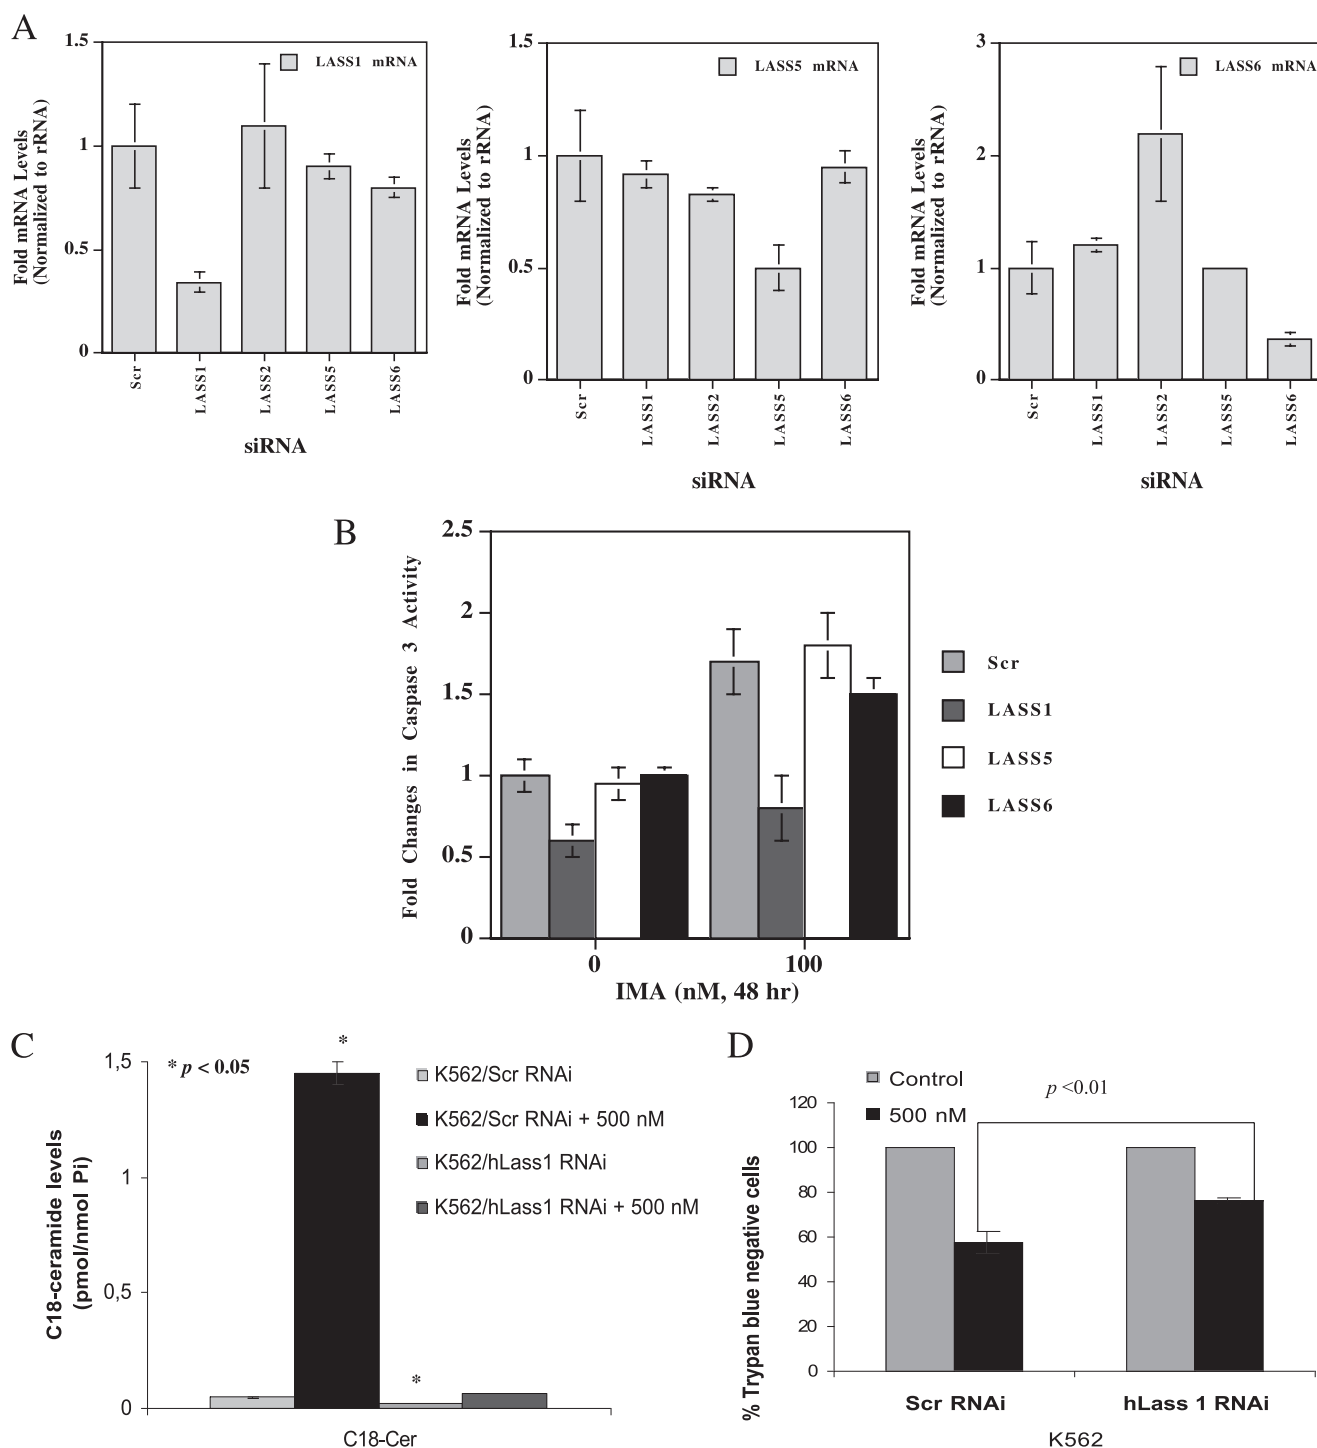 A
1.5
1
0.5
0
Fold mRNA Levels
(Normalized to rRNA)
LASS1 mRNA
Scr
LASS1
LASS2
LASS5
LASS6
siRNA
1.5
1
0.5
0
Fold mRNA Levels
(Normalized to rRNA)
LASS5 mRNA
Scr
LASS1
LASS2
LASS5
LASS6
siRNA
3
2
1
0
Fold mRNA Levels
(Normalized to rRNA)
LASS6 mRNA
Scr
LASS1
LASS2
LASS5
LASS6
siRNA
B
2.5
2
1.5
1
0.5
0
Fold Changes in Caspase 3 Activity
0
100
IMA (nM, 48 hr)
Scr
LASS1
LASS5
LASS6
C
1,5
1
0,5
0
C18-ceramide levels
(pmol/nmol Pi)
* p < 0.05
*
*
K562/Scr RNAi
K562/Scr RNAi + 500 nM
K562/hLass1 RNAi
K562/hLass1 RNAi + 500 nM
C18-Cer
D
Control
500 nM
p <0.01
120
100
80
60
40
20
0
% Trypan blue negative cells
Scr RNAi
hLass 1 RNAi
K562